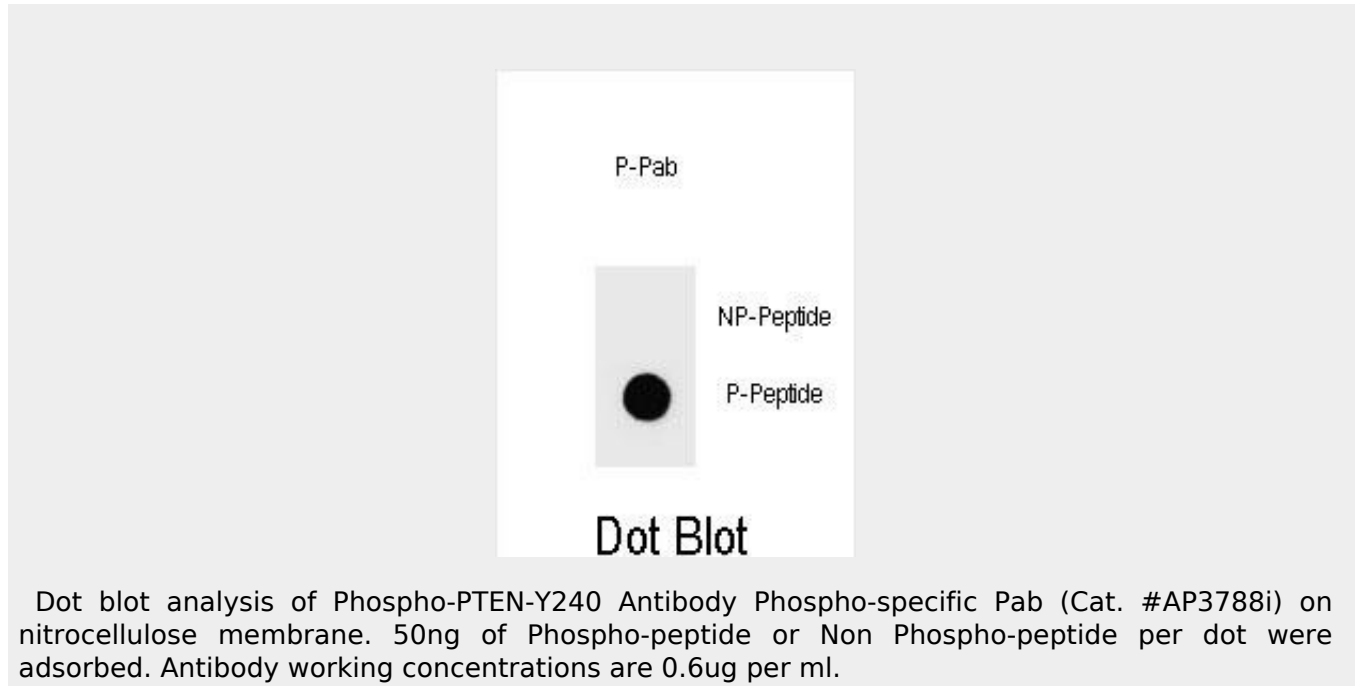 P-Pab
NP-Peptide
P-Peptide
Dot Blot
Dot blot analysis of Phospho-PTEN-Y240 Antibody Phospho-specific Pab (Cat. #AP3788i) on
nitrocellulose membrane. 50ng of Phospho-peptide or Non Phospho-peptide per dot were
adsorbed. Antibody working concentrations are 0.6ug per ml.